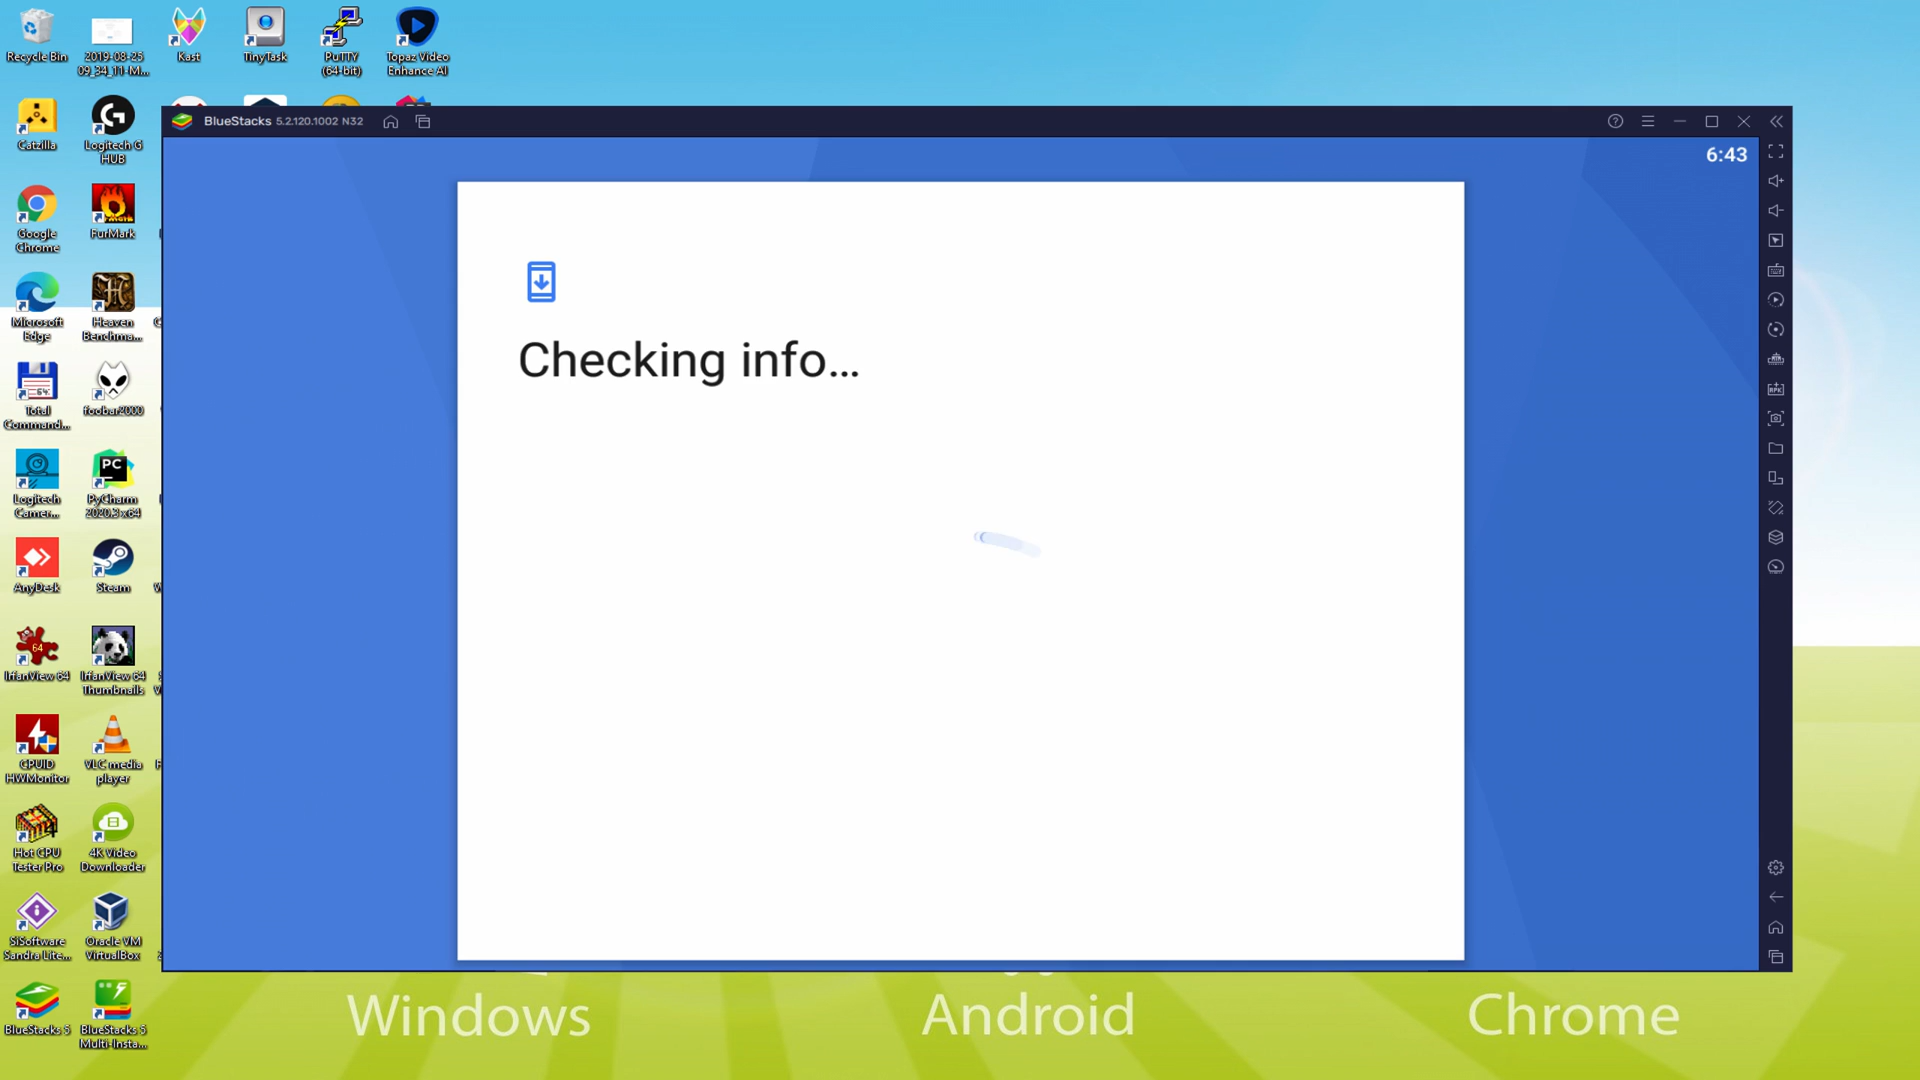 Recycle Bin
2019-08-25
09_34_11-M...
Kast
TinyTask
PuTTY
(64-bit)
Topaz Video
Enhance AI
Catzilla
Logitech G
HUB
BlueStacks 5.2.120.1002 N32
6:43
Google
Chrome
FurMark
Microsoft
Edge
Heaven
Benchma...
Checking info...
Total
Command...
foobar2000
Logitech
Camer...
PC
PyCharm
2020.3 x64
AnyDesk
Steam
64
IrfanView 64
IrfanView 64
Thumbnails
CPUID
HWMonitor
VLC media
player
Hot CPU
Tester Pro
4K Video
Downloader
SiSoftware
Sandra Lite...
Oracle VM
VirtualBox
BlueStacks 5
BlueStacks 5
Multi-Insta...
Windows
Android
Chrome